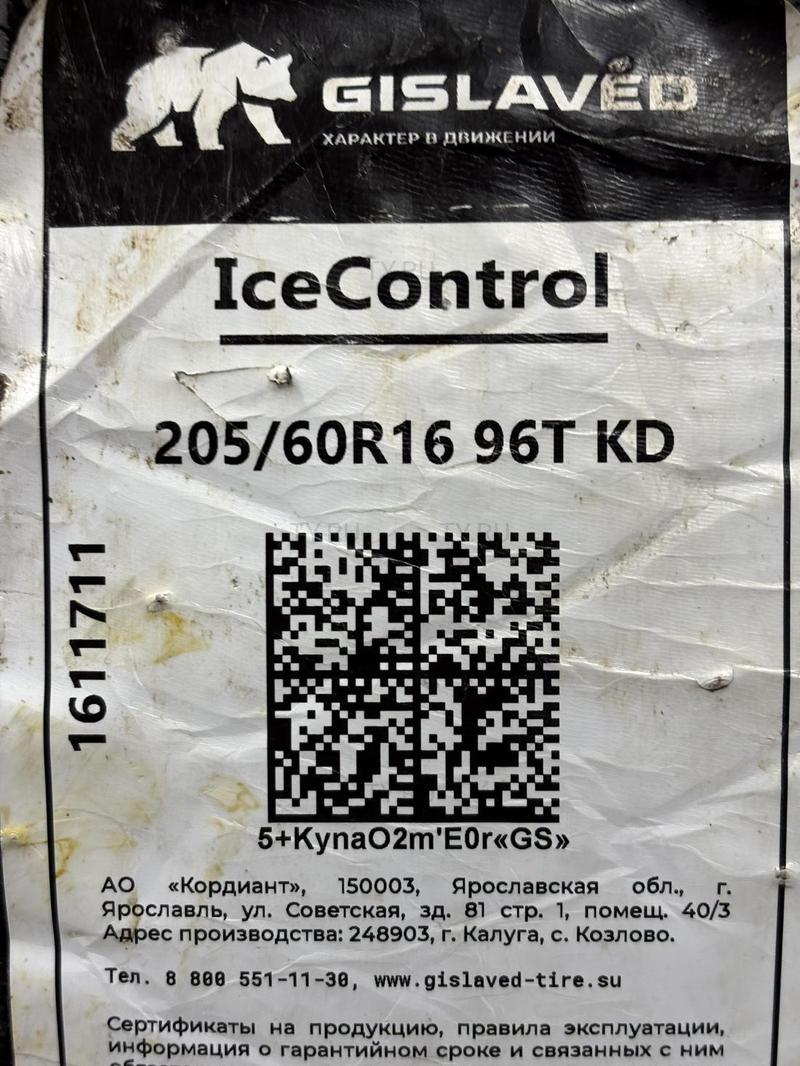 GISLAVED
ХАРАКТЕР В ДВИЖЕНИИ
IceControl
205/60R16 96T KD
1611711
5+KynaO2m'E0r«GS»
АО «Кордиант», 150003, Ярославская обл., г.
Ярославль, ул. Советская, зд. 81 стр. 1, помещ. 40/3
Адрес производства: 248903, г. Калуга, с. Козлово.
Тел. 8 800 551-11-30, www.gislaved-tire.su
Сертификаты на продукцию, правила эксплуатации,
информация о гарантийном сроке и связанных с ним